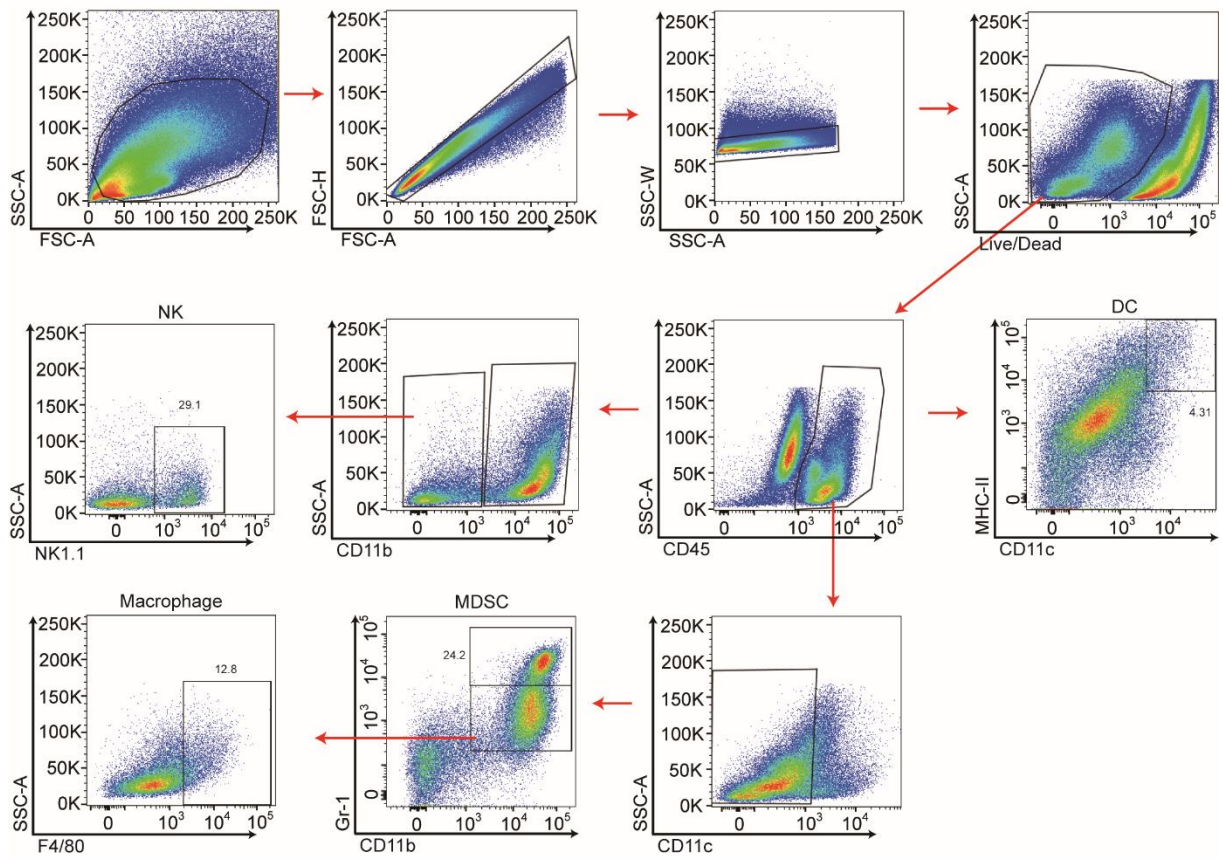 250K
200K
150K
100K
50K
0K
SSC-A
0 50 100 150 200 250K
FSC-A
250K
200K
150K
100K
50K
0K
FSC-H
0 50 100 150 200 250K
FSC-A
250K
200K
150K
100K
50K
0K
SSC-W
0 50 100 150 200 250K
SSC-A
250K
200K
150K
100K
50K
0K
SSC-A
10³ 10⁴ 10⁵
Live/Dead
NK
250K
200K
150K
100K
50K
0K
SSC-A
29.1
0 10³ 10⁴ 10⁵
NK1.1
250K
200K
150K
100K
50K
0K
SSC-A
0 10³ 10⁴ 10⁵
CD11b
250K
200K
150K
100K
50K
0K
SSC-A
0 10³ 10⁴ 10⁵
CD45
DC
10⁵
10⁴
10³
0
MHC-II
4.31
0 10³ 10⁴
CD11c
Macrophage
250K
200K
150K
100K
50K
0K
SSC-A
12.8
0 10³ 10⁴ 10⁵
F4/80
MDSC
10⁵
10⁴
10³
0
Gr-1
24.2
0 10³ 10⁴ 10⁵
CD11b
250K
200K
150K
100K
50K
0K
SSC-A
0 10³ 10⁴ 10⁵
CD11c